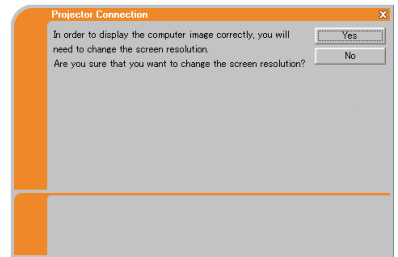 Projector Connection
X
In order to display the computer image correctly, you will
need to change the screen resolution.
Are you sure that you want to change the screen resolution?
Yes
No